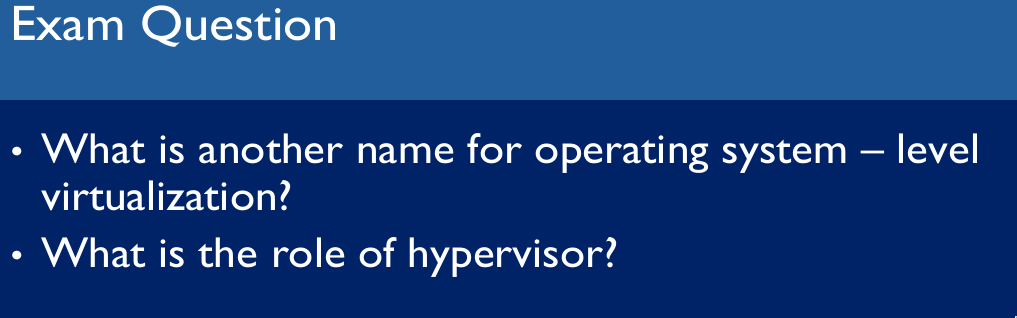 Exam Question
• What is another name for operating system – level
virtualization?
• What is the role of hypervisor?